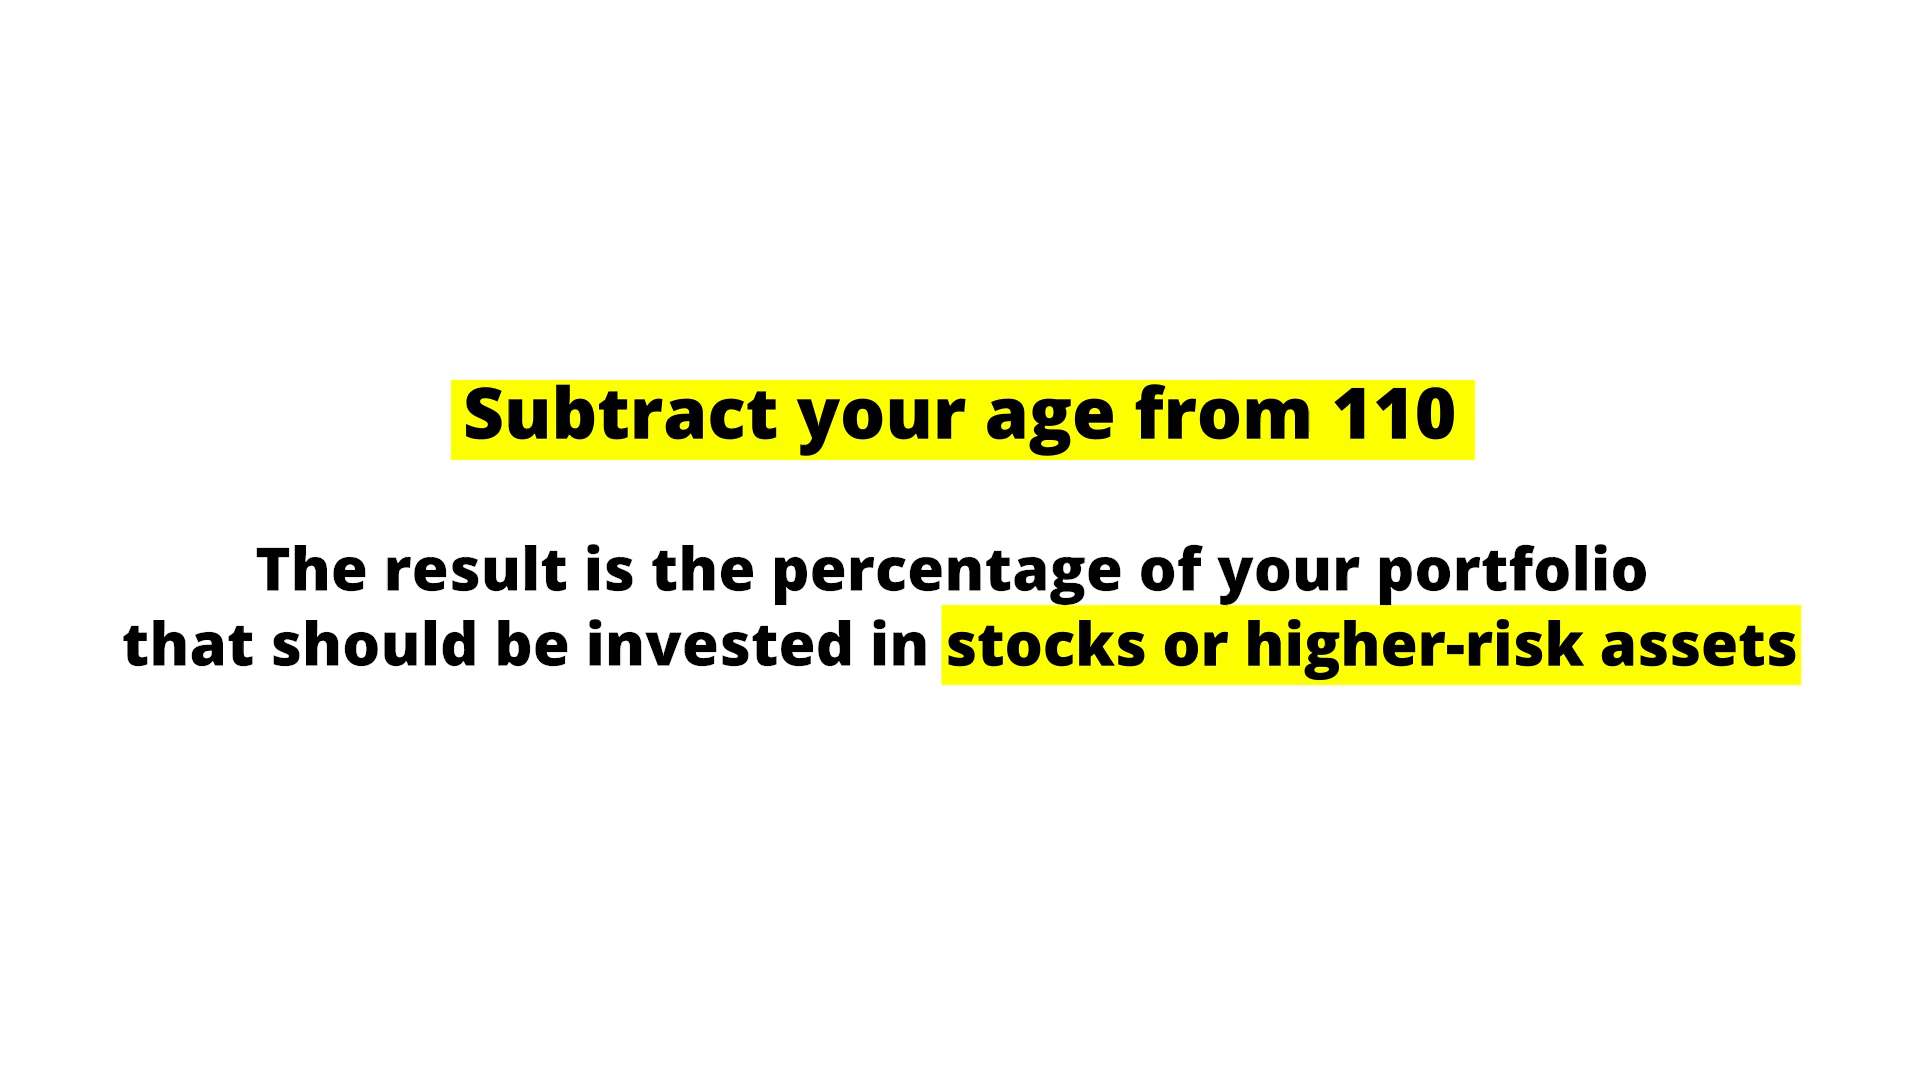 Subtract your age from 110
The result is the percentage of your portfolio
that should be invested in stocks or higher-risk assets